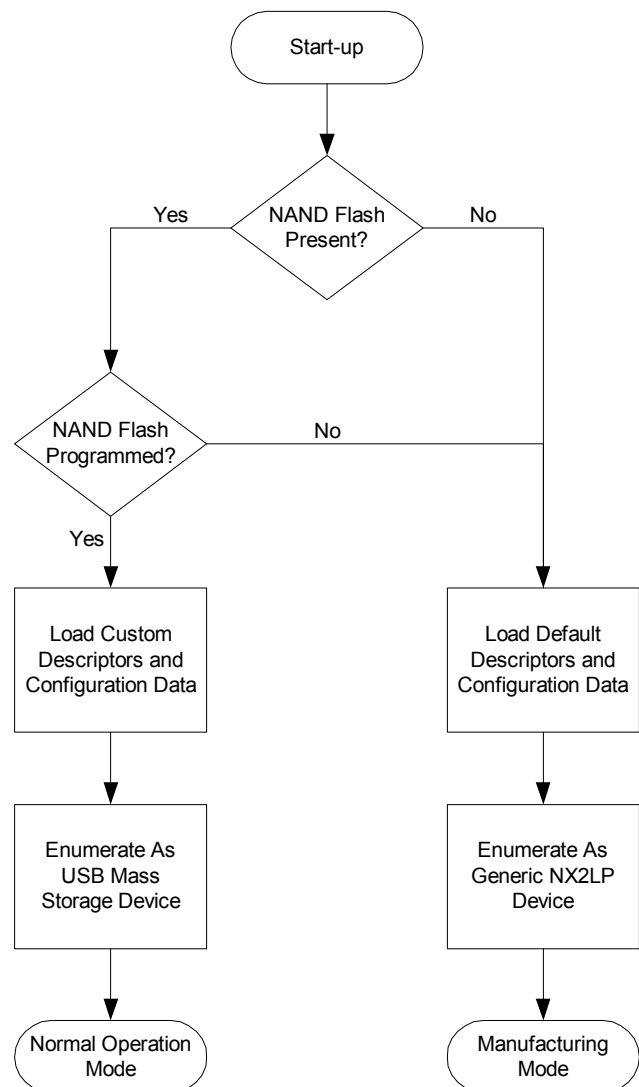 Start-up
Yes
NAND Flash
Present?
No
NAND Flash
Programmed?
No
Yes
Load Custom
Descriptors and
Configuration Data
Load Default
Descriptors and
Configuration Data
Enumerate As
USB Mass
Storage Device
Enumerate As
Generic NX2LP
Device
Normal Operation
Mode
Manufacturing
Mode